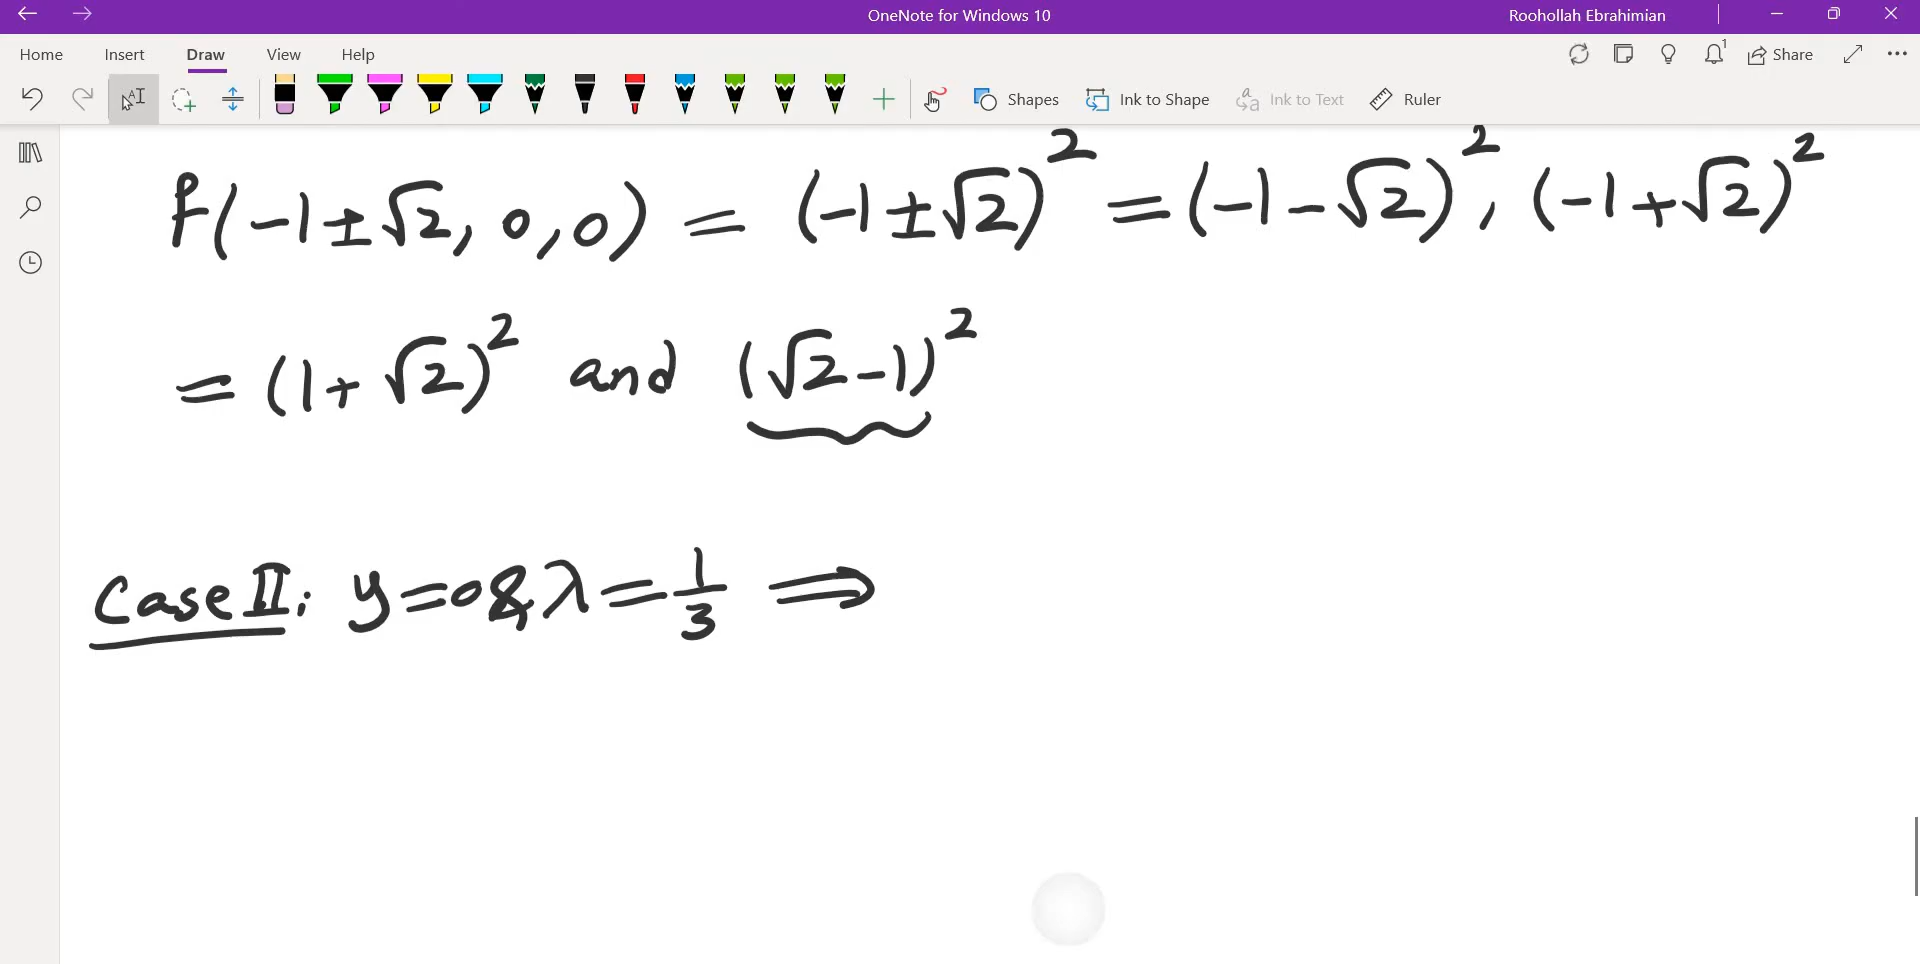 OneNote for Windows 10
Roohollah Ebrahimian
Home Insert Draw View Help
1 Share
Shapes Ink to Shape Ink to Text Ruler
f(-1±√2, 0, 0) = (-1±√2)² = (-1-√2)², (-1+√2)²
= (1+√2)² and (√2-1)²
Case II: y=0 & λ=1/3 ⟹